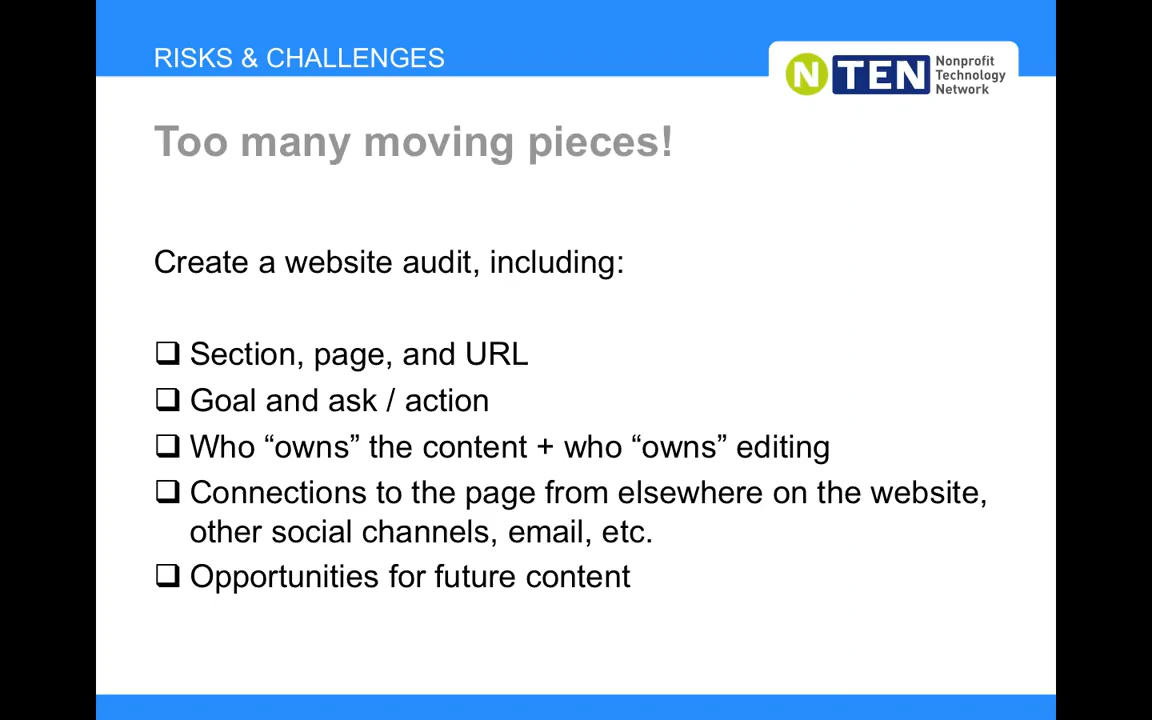 RISKS & CHALLENGES
N TEN
Nonprofit
Technology
Network
Too many moving pieces!
Create a website audit, including:
❑ Section, page, and URL
❑ Goal and ask / action
❑ Who “owns” the content + who “owns” editing
❑ Connections to the page from elsewhere on the website,
other social channels, email, etc.
❑ Opportunities for future content